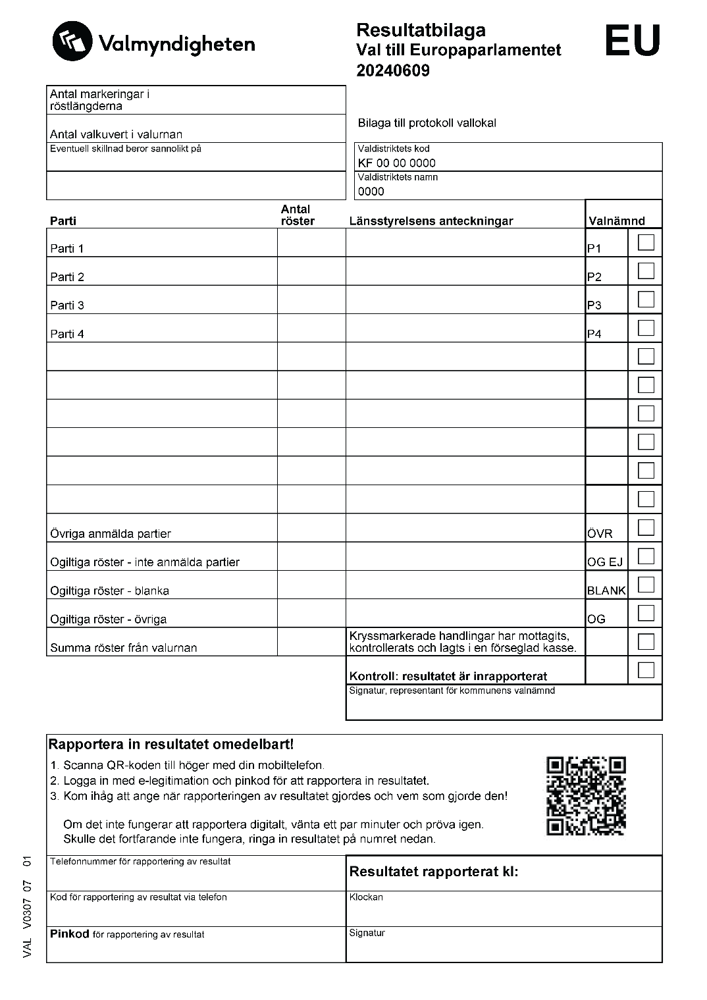 Valmyndigheten
Resultatbilaga
Val till Europaparlamentet
20240609
EU
Antal markeringar i
röstlängderna
Antal valkuvert i valurnan
Eventuell skillnad beror sannolikt på
Bilaga till protokoll vallokal
Valdistriktets kod
KF 00 00 0000
Valdistriktets namn
0000
Parti
Antal
röster
Länsstyrelsens anteckningar
Valnämnd
Parti 1
P1
Parti 2
P2
Parti 3
P3
Parti 4
P4
Övriga anmälda partier
ÖVR
Ogiltiga röster - inte anmälda partier
OG EJ
Ogiltiga röster - blanka
BLANK
Ogiltiga röster - övriga
OG
Summa röster från valurnan
Kryssmarkerade handlingar har mottagits,
kontrollerats och lagts i en förseglad kasse.
Kontroll: resultatet är inrapporterat
Signatur, representant för kommunens valnämnd
Rapportera in resultatet omedelbart!
1. Scanna QR-koden till höger med din mobiltelefon.
2. Logga in med e-legitimation och pinkod för att rapportera in resultatet.
3. Kom ihåg att ange när rapporteringen av resultatet gjordes och vem som gjorde den!
Om det inte fungerar att rapportera digitalt, vänta ett par minuter och pröva igen.
Skulle det fortfarande inte fungera, ringa in resultatet på numret nedan.
Telefonnummer för rapportering av resultat
Resultatet rapporterat kl:
Kod för rapportering av resultat via telefon
Klockan
Pinkod för rapportering av resultat
Signatur
VAL V0307 07 01